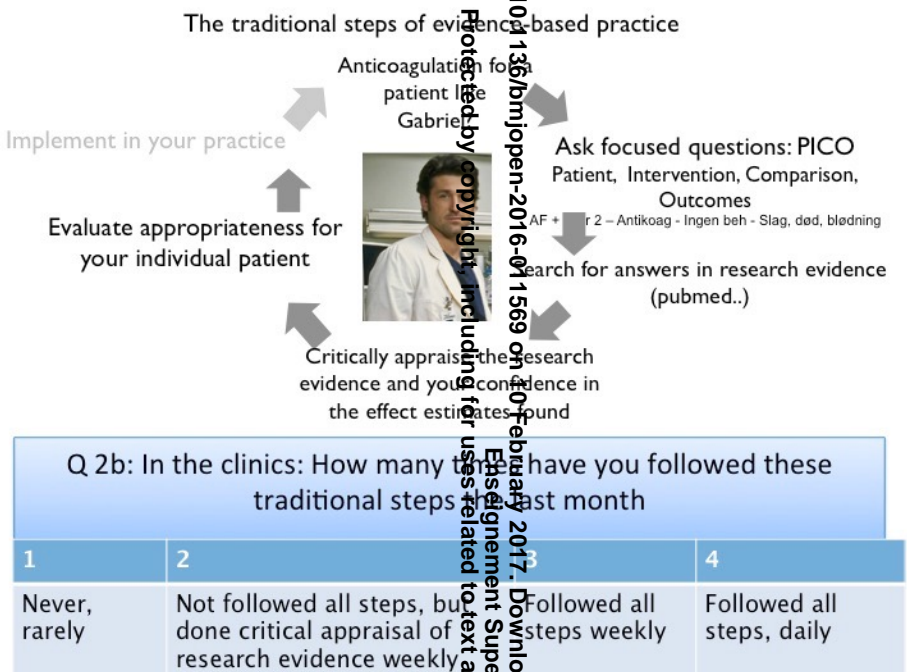 The traditional steps of evidence-based practice
Anticoagulation for a
patient like
Gabriel?
Implement in your practice
Ask focused questions: PICO
Patient, Intervention, Comparison,
Outcomes
AF + 2 – Antikoag - Ingen beh - Slag, død, blødning
Evaluate appropriateness for
your individual patient
Search for answers in research evidence
(pubmed..)
Critically appraise the research
evidence and your confidence in
the effect estimates found
Q 2b: In the clinics: How many times have you followed these
traditional steps the last month
1 2 3 4
Never, Not followed all steps, but Followed all Followed all
rarely done critical appraisal of steps weekly steps, daily
research evidence weekly
10.1136/bmjopen-2016-011569 on 10 February 2017. Downlo
Enseignement Supe
Protected by copyright, including for uses related to text a